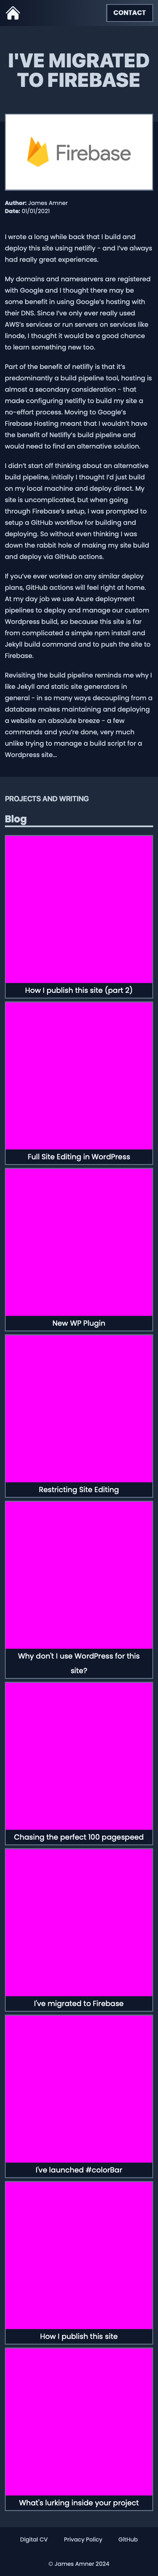 CONTACT
I'VE MIGRATED
TO FIREBASE
Firebase
Author: James Amner
Date: 01/01/2021
I wrote a long while back that I build and
deploy this site using netlify - and I've always
had really great experiences.
My domains and nameservers are registered
with Google and I thought there may be
some benefit in using Google's hosting with
their DNS. Since I've only ever really used
AWS's services or run servers on services like
linode, I thought it would be a good chance
to learn something new too.
Part of the benefit of netlify is that it's
predominantly a build pipeline tool, hosting is
almost a secondary consideration - that
made configuring netlify to build my site a
no-effort process. Moving to Google's
Firebase Hosting meant that I wouldn't have
the benefit of Netlify's build pipeline and
would need to find an alternative solution.
I didn't start off thinking about an alternative
build pipeline, initially I thought I'd just build
on my local machine and deploy direct. My
site is uncomplicated, but when going
through Firebase's setup, I was prompted to
setup a GitHub workflow for building and
deploying. So without even thinking I was
down the rabbit hole of making my site build
and deploy via GitHub actions.
If you've ever worked on any similar deploy
plans, GitHub actions will feel right at home.
At my day job we use Azure deployment
pipelines to deploy and manage our custom
Wordpress build, so because this site is far
from complicated a simple npm install and
Jekyll build command and to push the site to
Firebase.
Revisiting the build pipeline reminds me why I
like Jekyll and static site generators in
general - in so many ways decoupling from a
database makes maintaining and deploying
a website an absolute breeze - a few
commands and you're done, very much
unlike trying to manage a build script for a
Wordpress site...
PROJECTS AND WRITING
Blog
How I publish this site (part 2)
Full Site Editing in WordPress
New WP Plugin
Restricting Site Editing
Why don't I use WordPress for this
site?
Chasing the perfect 100 pagespeed
I've migrated to Firebase
I've launched #colorBar
How I publish this site
What's lurking inside your project
Digital CV
Privacy Policy
GitHub
© James Amner 2024